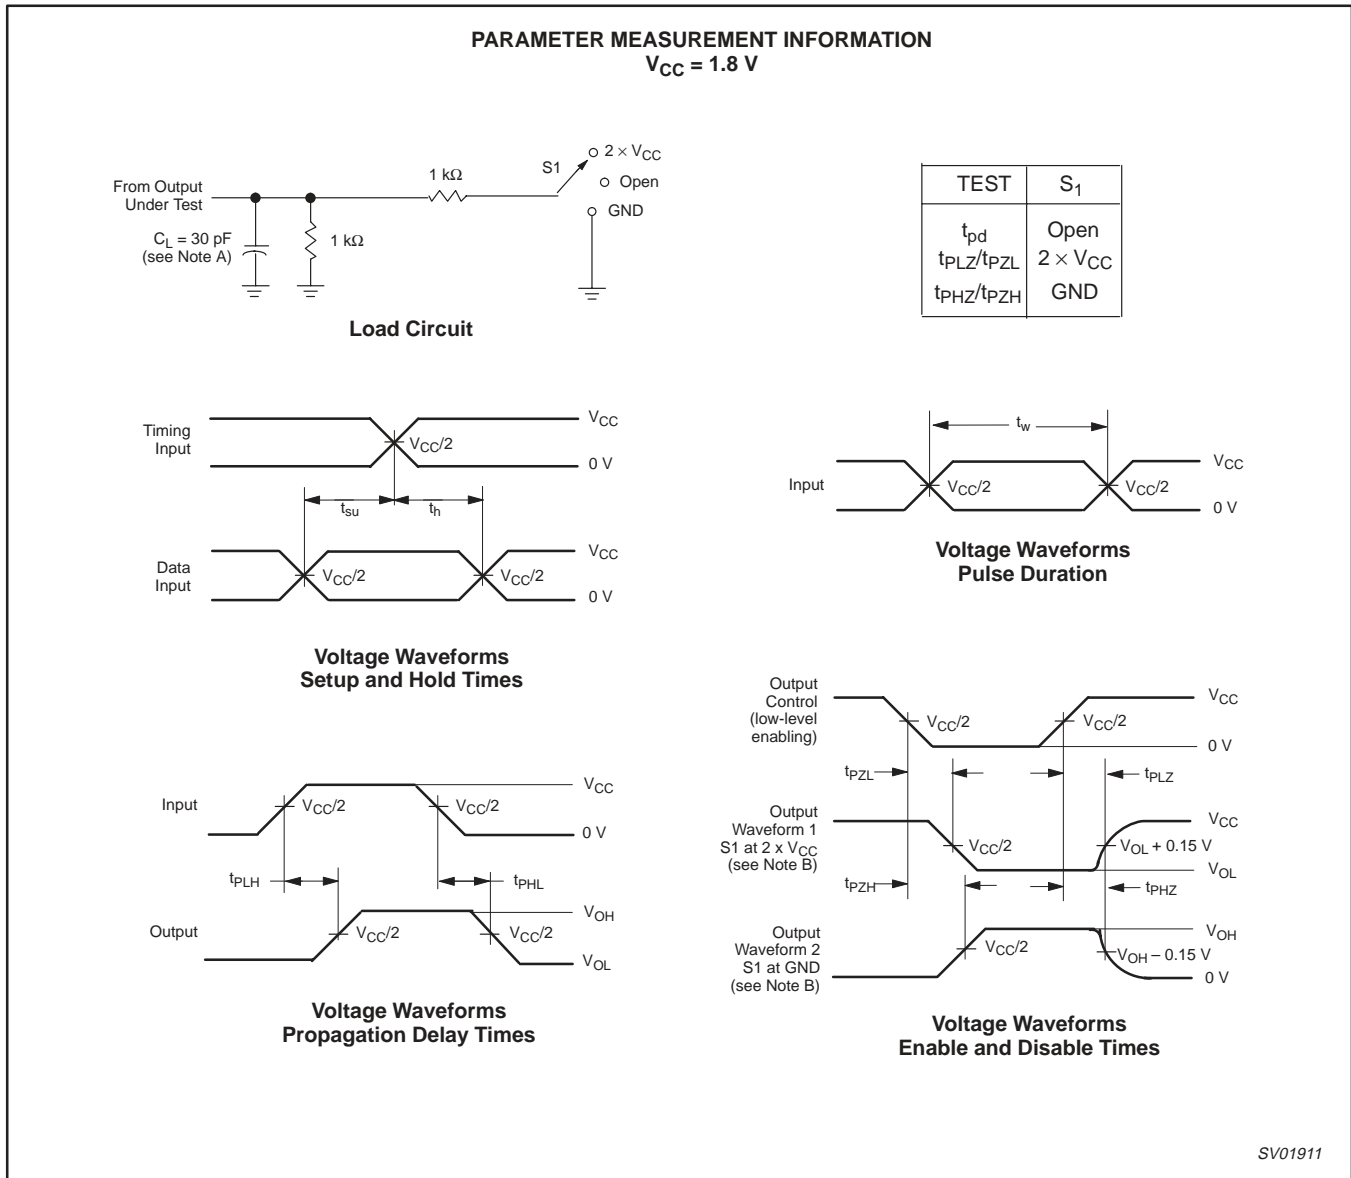 PARAMETER MEASUREMENT INFORMATION
VCC = 1.8 V
From Output
Under Test
CL = 30 pF
(see Note A)
1 kΩ
1 kΩ
S1
2 × VCC
Open
GND
Load Circuit
TEST S1
tpd Open
tPLZ/tPZL 2 × VCC
tPHZ/tPZH GND
Timing
Input
VCC/2
VCC
0 V
tsu
th
Data
Input
VCC/2
VCC/2
VCC
0 V
Voltage Waveforms
Setup and Hold Times
tw
Input
VCC/2
VCC/2
VCC
0 V
Voltage Waveforms
Pulse Duration
Input
VCC/2
VCC/2
VCC
0 V
tPLH
tPHL
Output
VCC/2
VCC/2
VOH
VOL
Voltage Waveforms
Propagation Delay Times
Output
Control
(low-level
enabling)
VCC/2
VCC/2
VCC
0 V
tPZL
tPLZ
Output
Waveform 1
S1 at 2 x VCC
(see Note B)
VCC/2
VCC
VOL + 0.15 V
VOL
tPZH
tPHZ
Output
Waveform 2
S1 at GND
(see Note B)
VCC/2
VOH
VOH – 0.15 V
0 V
Voltage Waveforms
Enable and Disable Times
SV01911